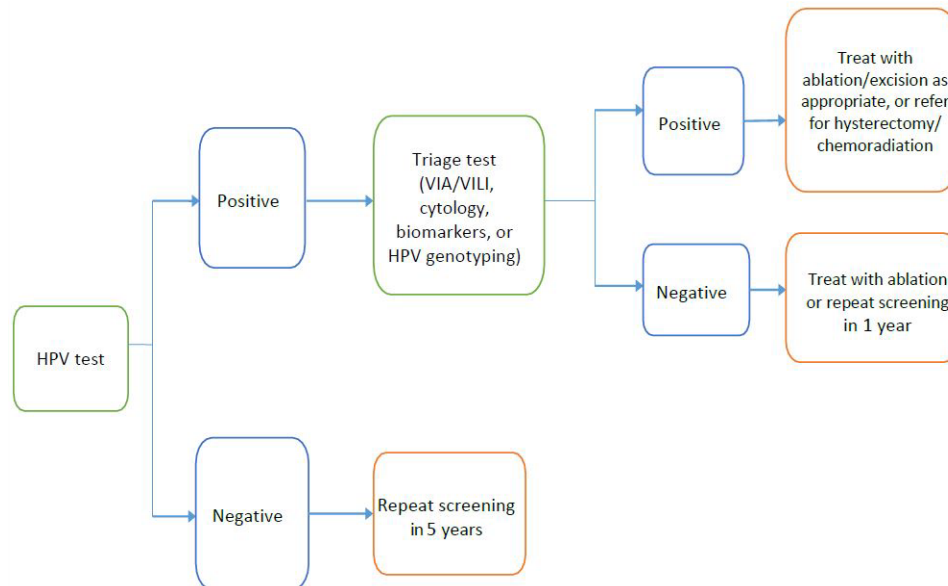 HPV test
Positive
Negative
Triage test
(VIA/VILI,
cytology,
biomarkers, or
HPV genotyping)
Repeat screening
in 5 years
Positive
Negative
Treat with
ablation/excision as
appropriate, or refer
for hysterectomy/
chemoradiation
Treat with ablation
or repeat screening
in 1 year